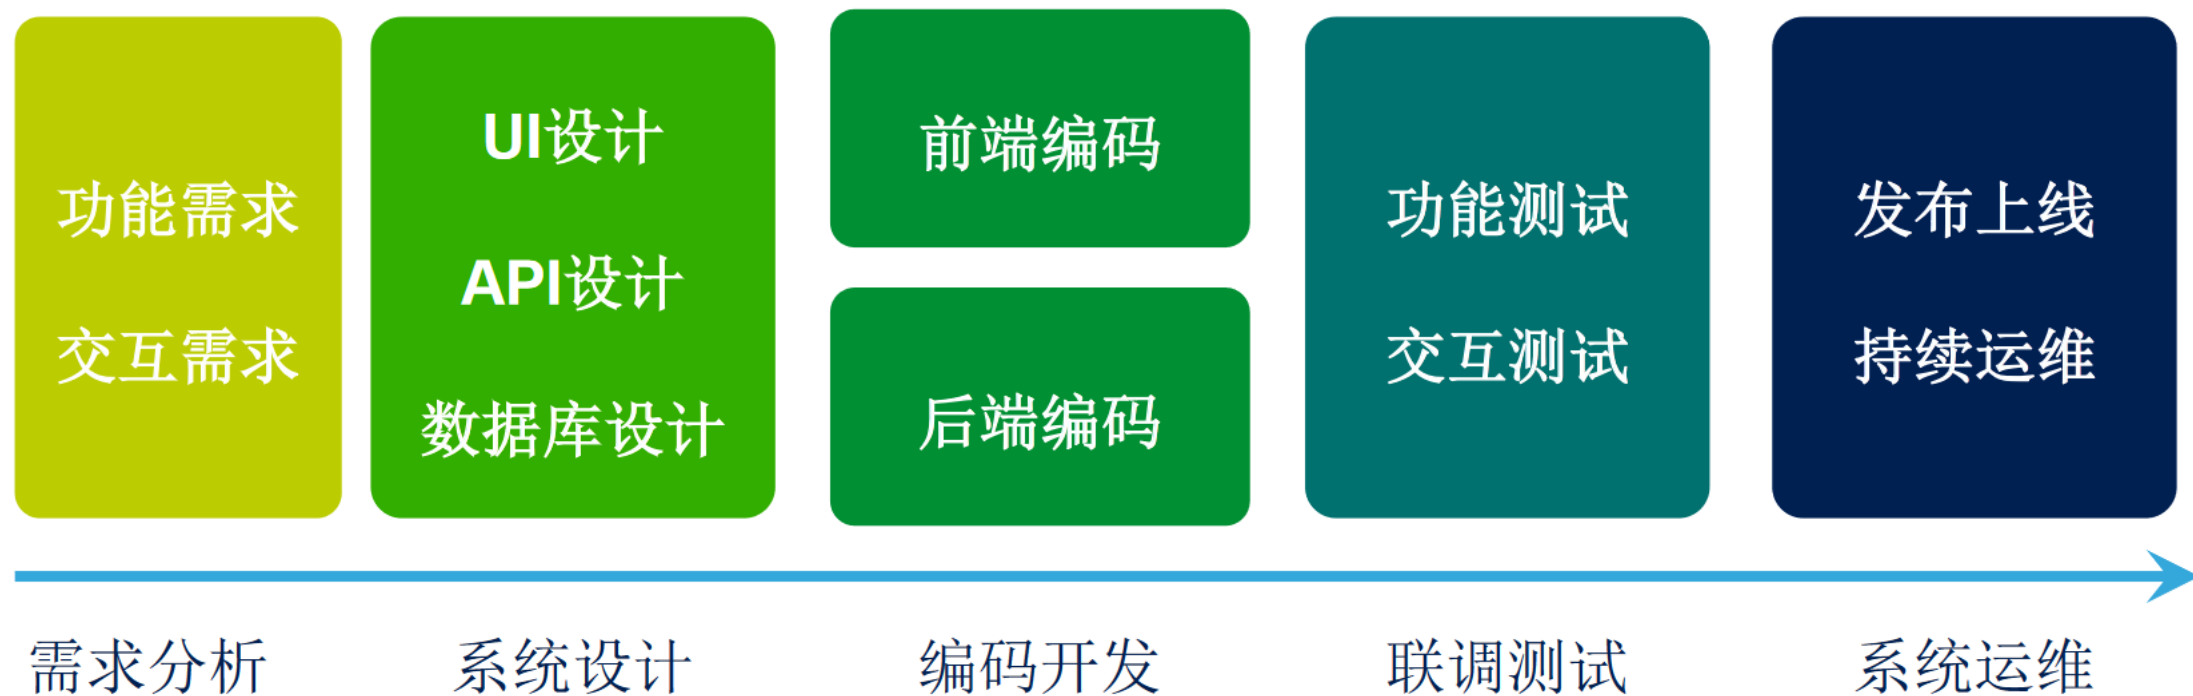 功能需求
交互需求
UI设计
API设计
数据库设计
前端编码
后端编码
功能测试
交互测试
发布上线
持续运维
需求分析
系统设计
编码开发
联调测试
系统运维